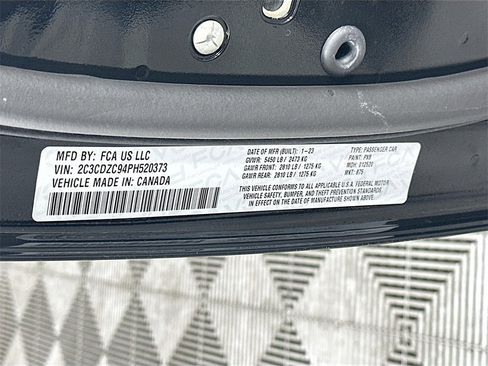 MFD BY: FCA US LLC
VIN: 2C3CDZC94PH520373
VEHICLE MADE IN: CANADA
DATE OF MFR (BUILT): 1-23
GVWR: 5450 LB / 2473 KG
GAWR FRONT: 2810 LB / 1275 KG
GAWR REAR: 2810 LB / 1275 KG
TYPE: PASSENGER CAR
PAINT: PX8
MDH: 012520
MKT: 875
THIS VEHICLE CONFORMS TO ALL APPLICABLE U.S.A. FEDERAL MOTOR
VEHICLE SAFETY, BUMPER, AND THEFT PREVENTION STANDARDS
IN EFFECT ON THE DATE OF MANUFACTURE SHOWN ABOVE.